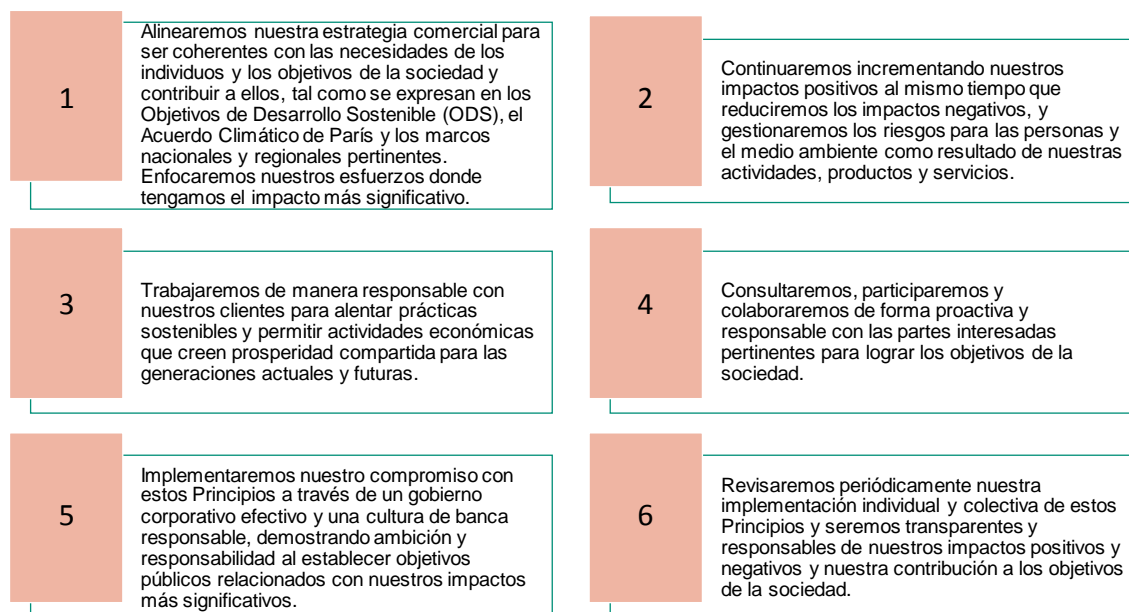 1
Alinearemos nuestra estrategia comercial para
ser coherentes con las necesidades de los
individuos y los objetivos de la sociedad y
contribuir a ellos, tal como se expresan en los
Objetivos de Desarrollo Sostenible (ODS), el
Acuerdo Climático de París y los marcos
nacionales y regionales pertinentes.
Enfocaremos nuestros esfuerzos donde
tengamos el impacto más significativo.
2
Continuaremos incrementando nuestros
impactos positivos al mismo tiempo que
reduciremos los impactos negativos, y
gestionaremos los riesgos para las personas y
el medio ambiente como resultado de nuestras
actividades, productos y servicios.
3
Trabajaremos de manera responsable con
nuestros clientes para alentar prácticas
sostenibles y permitir actividades económicas
que creen prosperidad compartida para las
generaciones actuales y futuras.
4
Consultaremos, participaremos y
colaboraremos de forma proactiva y
responsable con las partes interesadas
pertinentes para lograr los objetivos de la
sociedad.
5
Implementaremos nuestro compromiso con
estos Principios a través de un gobierno
corporativo efectivo y una cultura de banca
responsable, demostrando ambición y
responsabilidad al establecer objetivos
públicos relacionados con nuestros impactos
más significativos.
6
Revisaremos periódicamente nuestra
implementación individual y colectiva de estos
Principios y seremos transparentes y
responsables de nuestros impactos positivos y
negativos y nuestra contribución a los objetivos
de la sociedad.